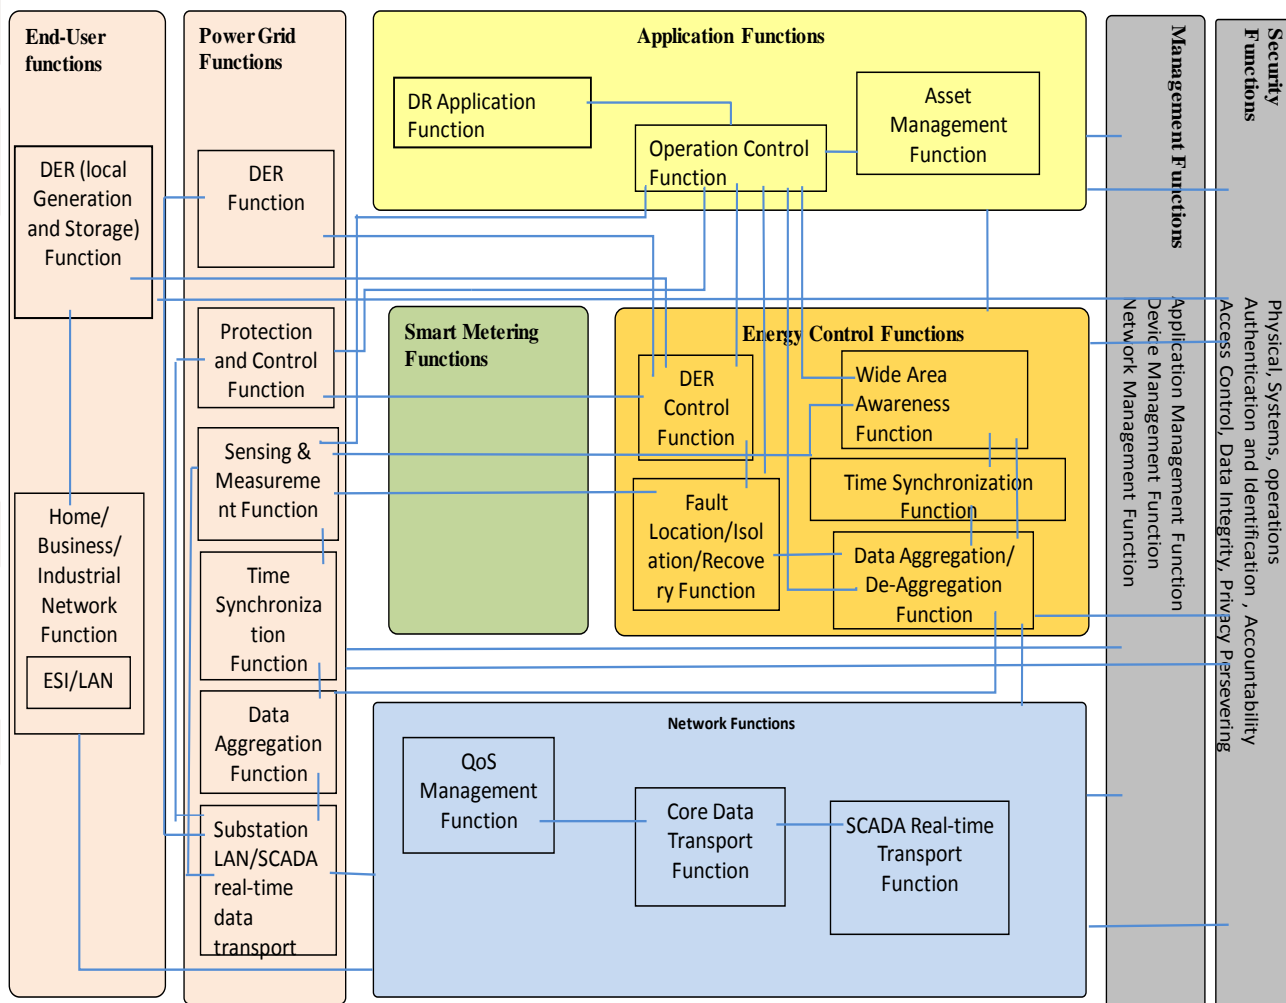 End-User
functions
DER (local
Generation
and Storage)
Function
Home/
Business/
Industrial
Network
Function
ESI/LAN
Power Grid
Functions
DER
Function
Protection
and Control
Function
Sensing &
Measureme
nt Function
Time
Synchroniza
tion
Function
Data
Aggregation
Function
Substation
LAN/SCADA
real-time
data
transport
Application Functions
DR Application
Function
Operation Control
Function
Asset
Management
Function
Smart Metering
Functions
Energy Control Functions
DER
Control
Function
Wide Area
Awareness
Function
Time Synchronization
Function
Fault
Location/Isol
ation/Recove
ry Function
Data Aggregation/
De-Aggregation
Function
Network Functions
QoS
Management
Function
Core Data
Transport
Function
SCADA Real-time
Transport
Function
Management Functions
Application Management Function
Device Management Function
Network Management Function
Security
Functions
Physical, Systems, operations
Authentication and Identification , Accountability
Access Control, Data Integrity, Privacy Persevering